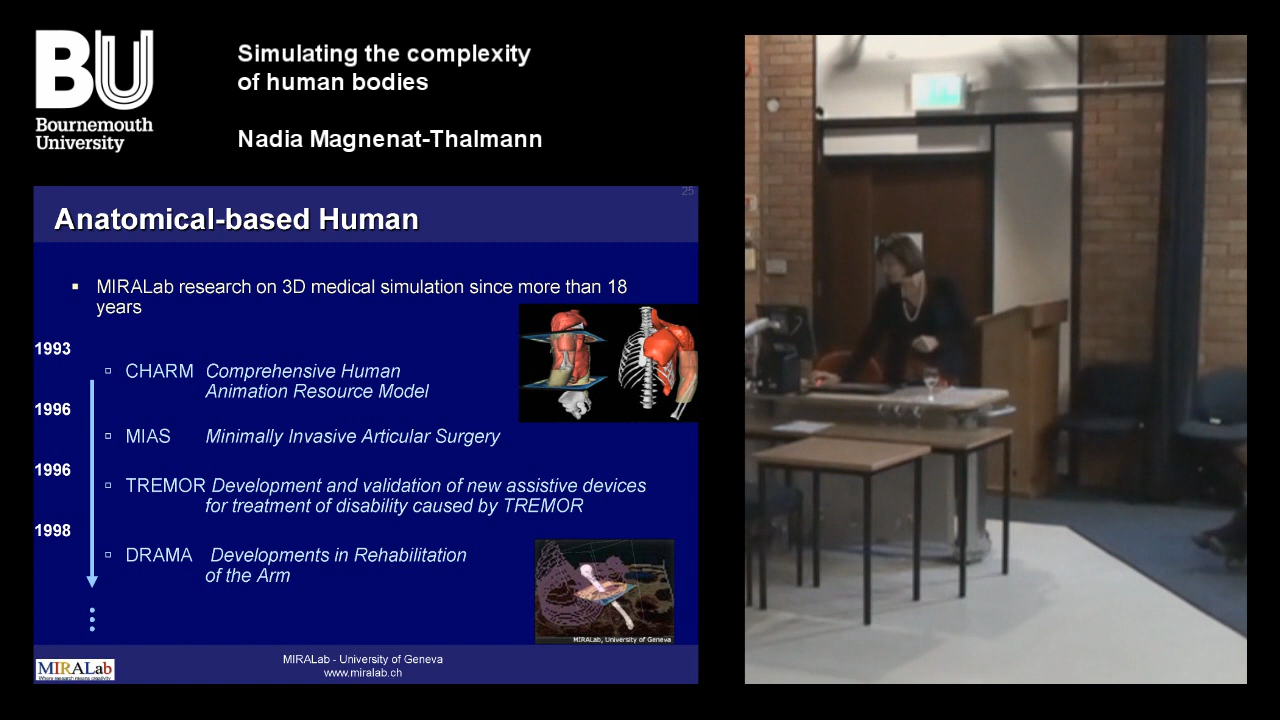 BU
Bournemouth
University
Simulating the complexity
of human bodies
Nadia Magnenat-Thalmann
25
Anatomical-based Human
▪ MIRALab research on 3D medical simulation since more than 18
years
1993
▫ CHARM Comprehensive Human
Animation Resource Model
1996
▫ MIAS Minimally Invasive Articular Surgery
1996
▫ TREMOR Development and validation of new assistive devices
for treatment of disability caused by TREMOR
1998
▫ DRAMA Developments in Rehabilitation
of the Arm
MIRALab, University of Geneva
MIRALab
MIRALab - University of Geneva
www.miralab.ch